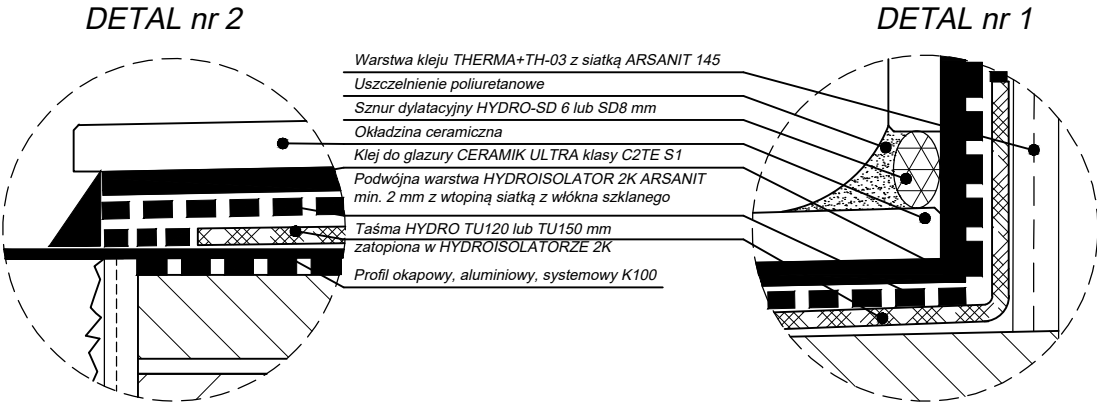 DETAL nr 2
DETAL nr 1
Warstwa kleju THERMA+TH-03 z siatką ARSANIT 145
Uszczelnienie poliuretanowe
Sznur dylatacyjny HYDRO-SD 6 lub SD8 mm
Okładzina ceramiczna
Klej do glazury CERAMIK ULTRA klasy C2TE S1
Podwójna warstwa HYDROISOLATOR 2K ARSANIT
min. 2 mm z wtopiną siatką z włókna szklanego
Taśma HYDRO TU120 lub TU150 mm
zatopiona w HYDROISOLATORZE 2K
Profil okapowy, aluminiowy, systemowy K100